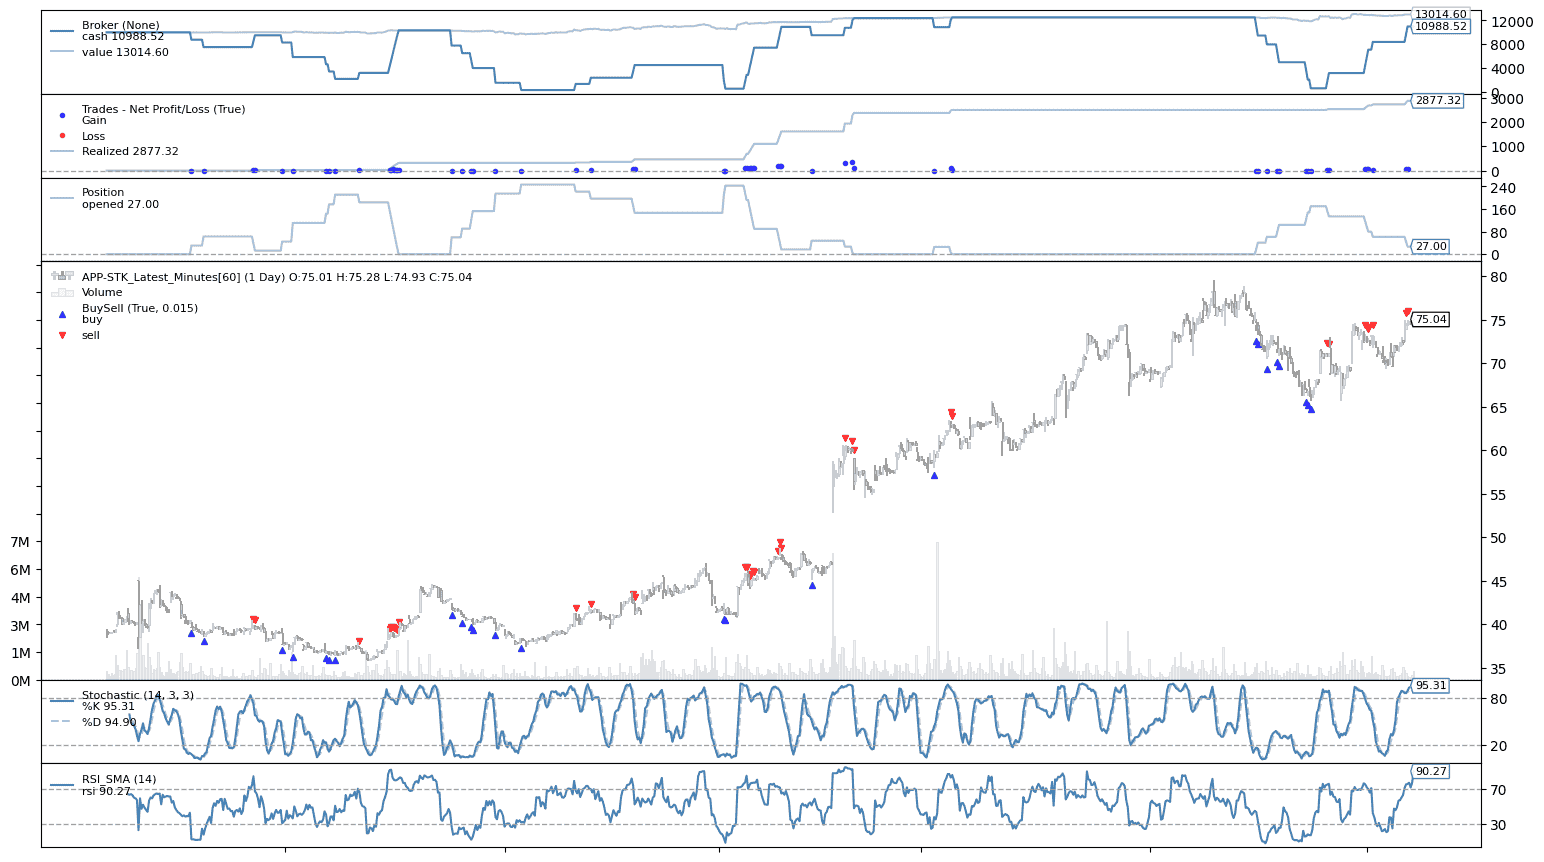 Broker (None)
cash 10988.52
value 13014.60
13014.60
10988.52
12000
8000
4000
0
Trades - Net Profit/Loss (True)
Gain
Loss
Realized 2877.32
2877.32
3000
2000
1000
0
Position
opened 27.00
27.00
240
160
80
0
APP-STK_Latest_Minutes[60] (1 Day) O:75.01 H:75.28 L:74.93 C:75.04
Volume
BuySell (True, 0.015)
buy
sell
75.04
80
75
70
65
60
55
50
45
40
35
7M
6M
4M
3M
1M
0M
Stochastic (14, 3, 3)
%K 95.31
%D 94.90
95.31
80
20
RSI_SMA (14)
rsi 90.27
90.27
70
30